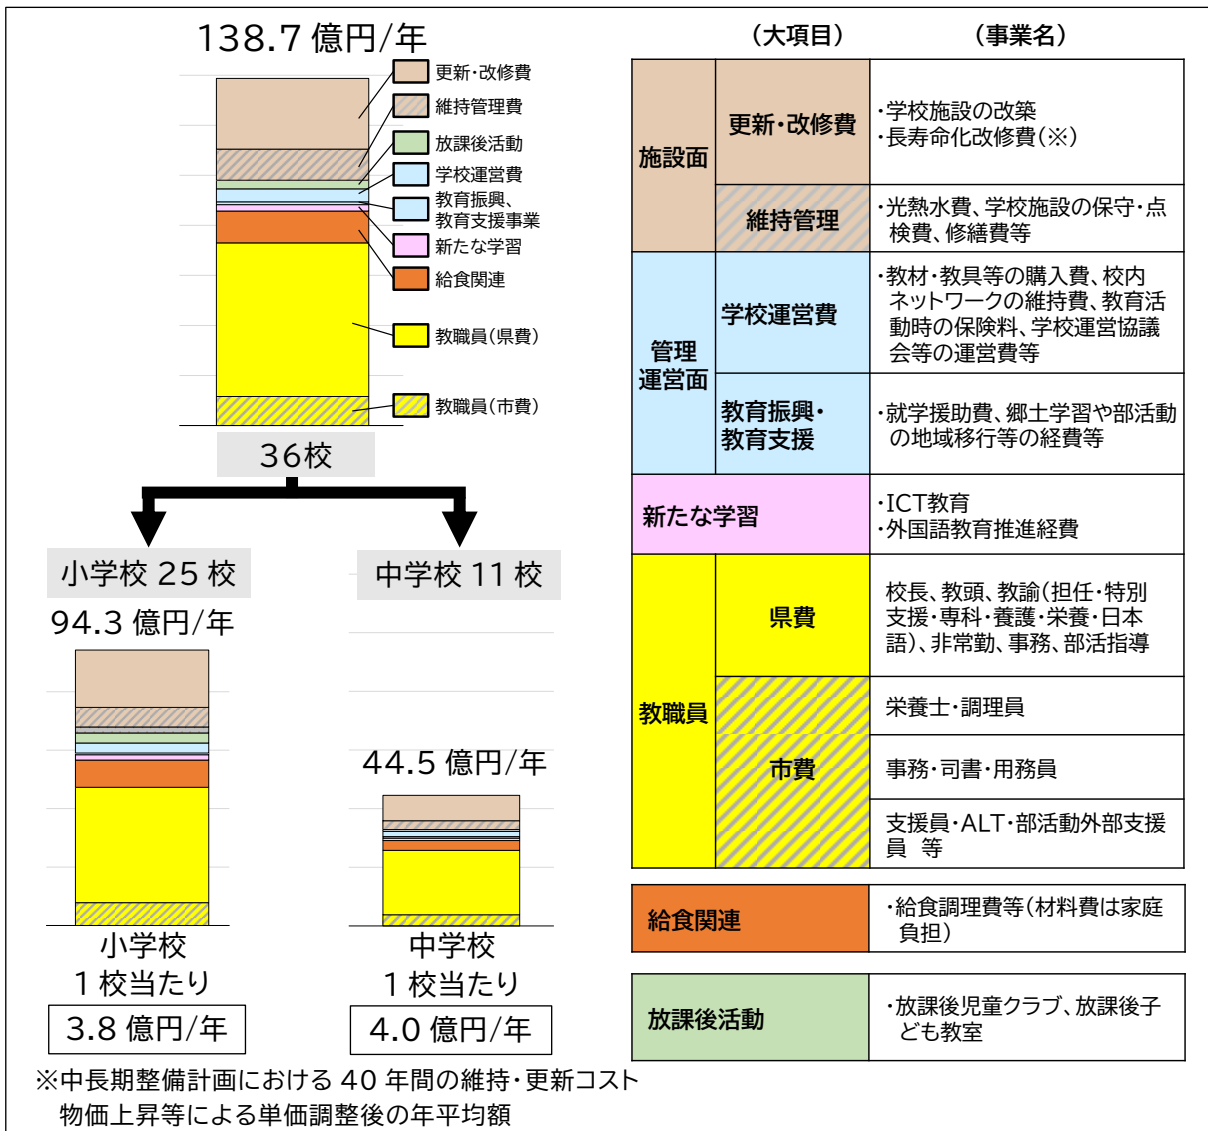 138.7億円/年
更新・改修費
維持管理費
放課後活動
学校運営費
教育振興、
教育支援事業
新たな学習
給食関連
教職員(県費)
教職員(市費)
36校
小学校 25 校
94.3 億円/年
小学校
1 校当たり
3.8 億円/年
中学校 11 校
44.5 億円/年
中学校
1 校当たり
4.0 億円/年
※中長期整備計画における 40 年間の維持・更新コスト
物価上昇等による単価調整後の年平均額
(大項目) (事業名)
施設面
更新・改修費
・学校施設の改築
・長寿命化改修費(※)
維持管理
・光熱水費、学校施設の保守・点
検費、修繕費等
管理
運営面
学校運営費
・教材・教具等の購入費、校内
ネットワークの維持費、教育活
動時の保険料、学校運営協議
会等の運営費等
教育振興・
教育支援
・就学援助費、郷土学習や部活動
の地域移行等の経費等
新たな学習
・ICT教育
・外国語教育推進経費
教職員
県費
校長、教頭、教諭(担任・特別
支援・専科・養護・栄養・日本
語)、非常勤、事務、部活指導
市費
栄養士・調理員
事務・司書・用務員
支援員・ALT・部活動外部支援
員 等
給食関連
・給食調理費等(材料費は家庭
負担)
放課後活動
・放課後児童クラブ、放課後子
ども教室